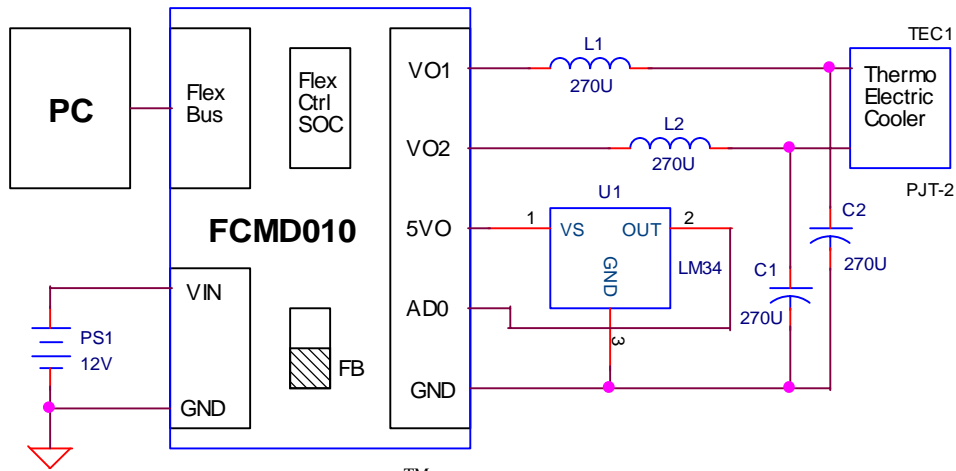 PC
Flex
Bus
Flex
Ctrl
SOC
FCMD010
VIN
GND
PS1
12V
FB
VO1
VO2
5VO
AD0
GND
L1
270U
L2
270U
TEC1
Thermo
Electric
Cooler
PJT-2
U1
1
VS
OUT
2
GND
LM34
3
C1
270U
C2
270U
TM